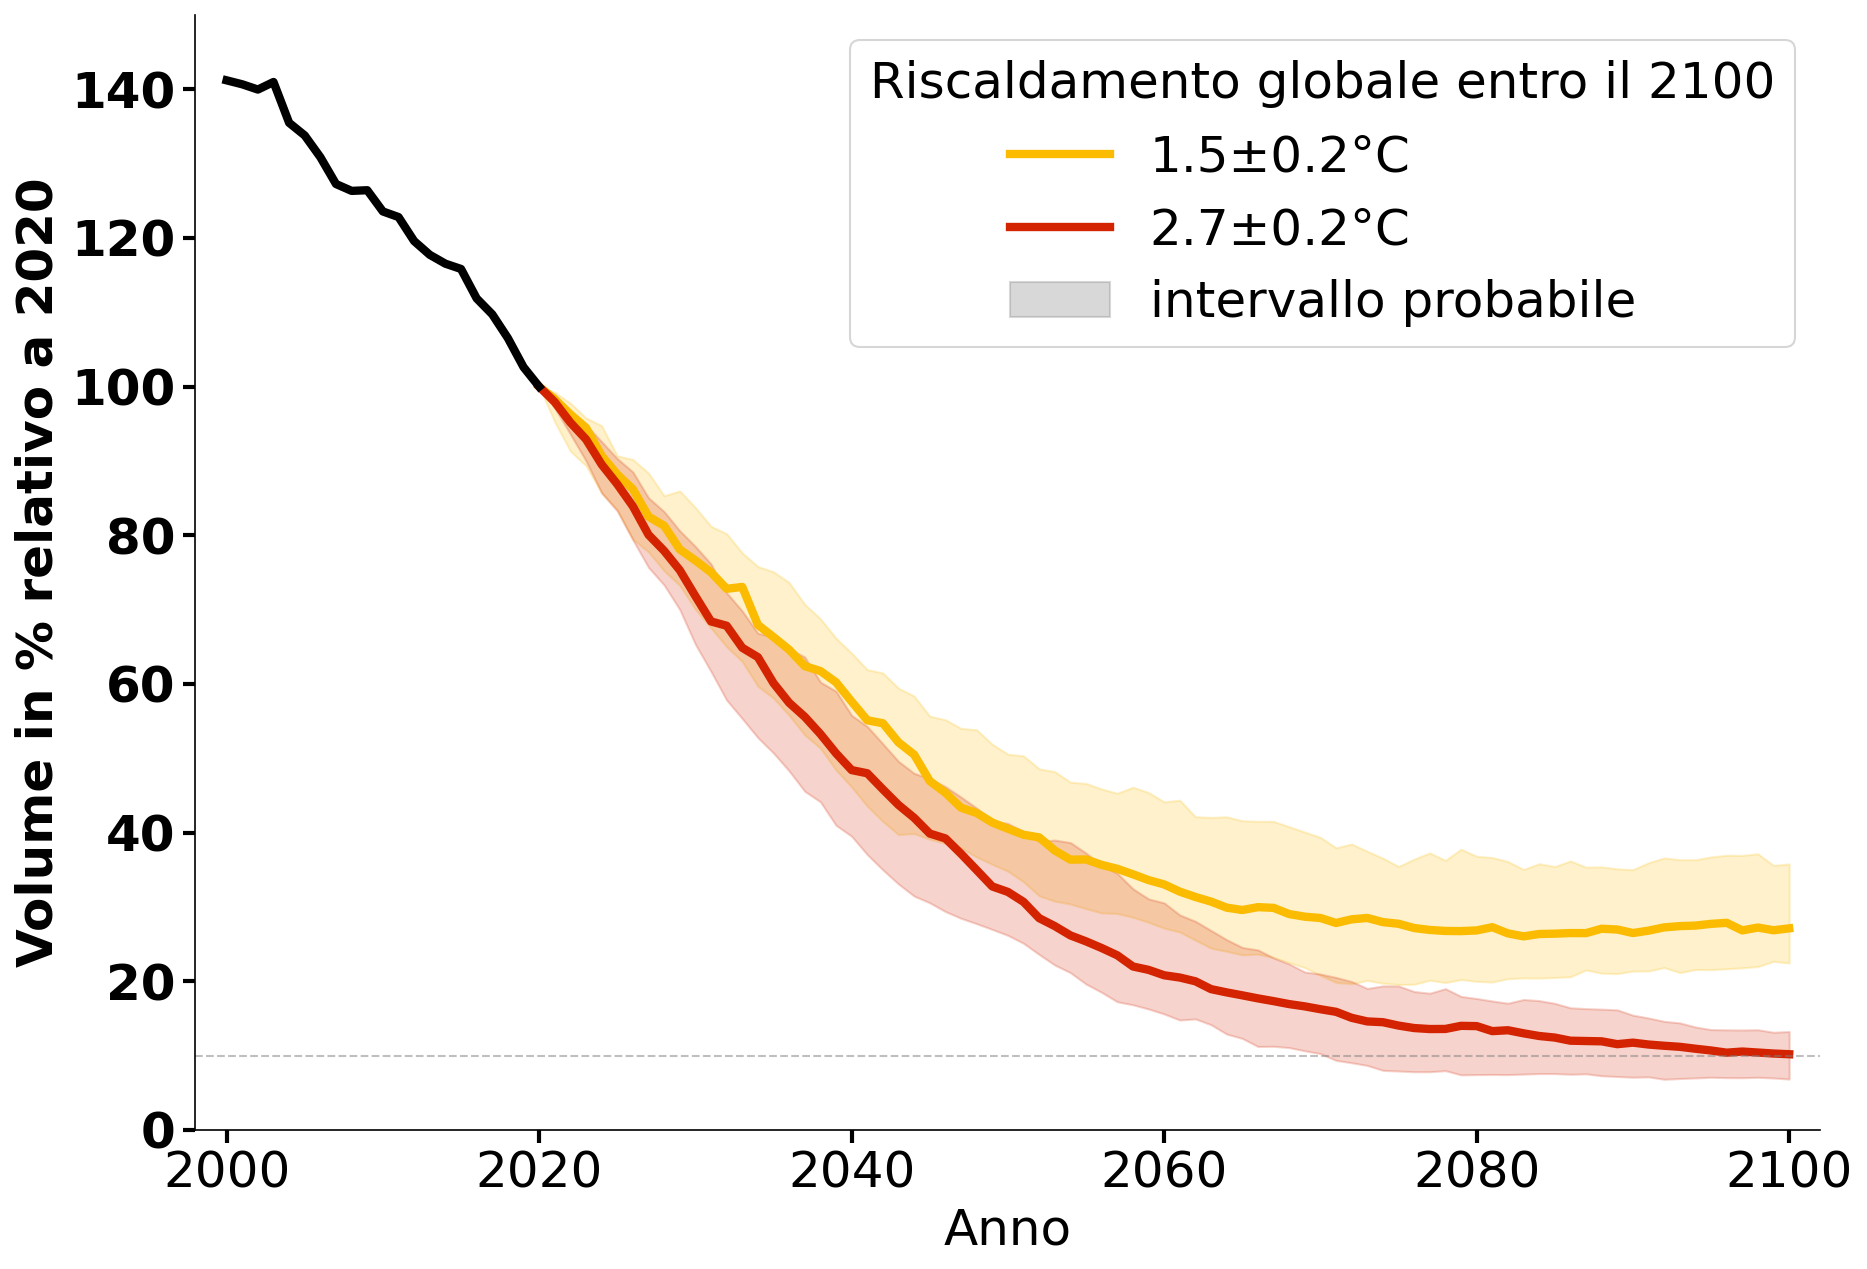 Riscaldamento globale entro il 2100
1.5±0.2°C
2.7±0.2°C
intervallo probabile
Volume in % relativo a 2020
140
120
100
80
60
40
20
0
2000 2020 2040 2060 2080 2100
Anno